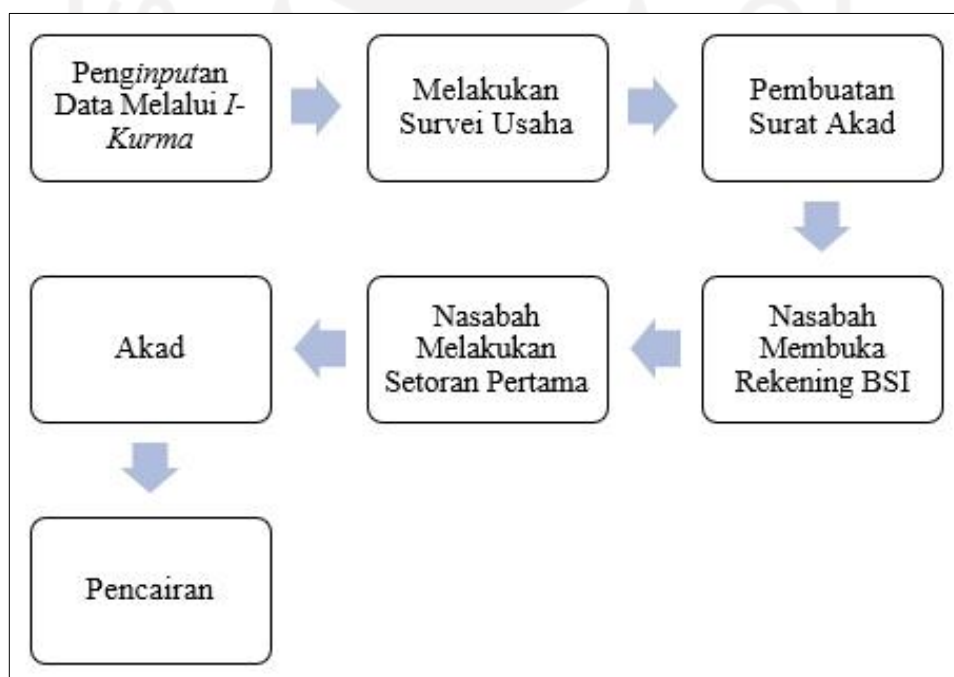 Penginputan
Data Melalui I-
Kurma
Melakukan
Survei Usaha
Pembuatan
Surat Akad
Nasabah
Membuka
Rekening BSI
Nasabah
Melakukan
Setoran Pertama
Akad
Pencairan